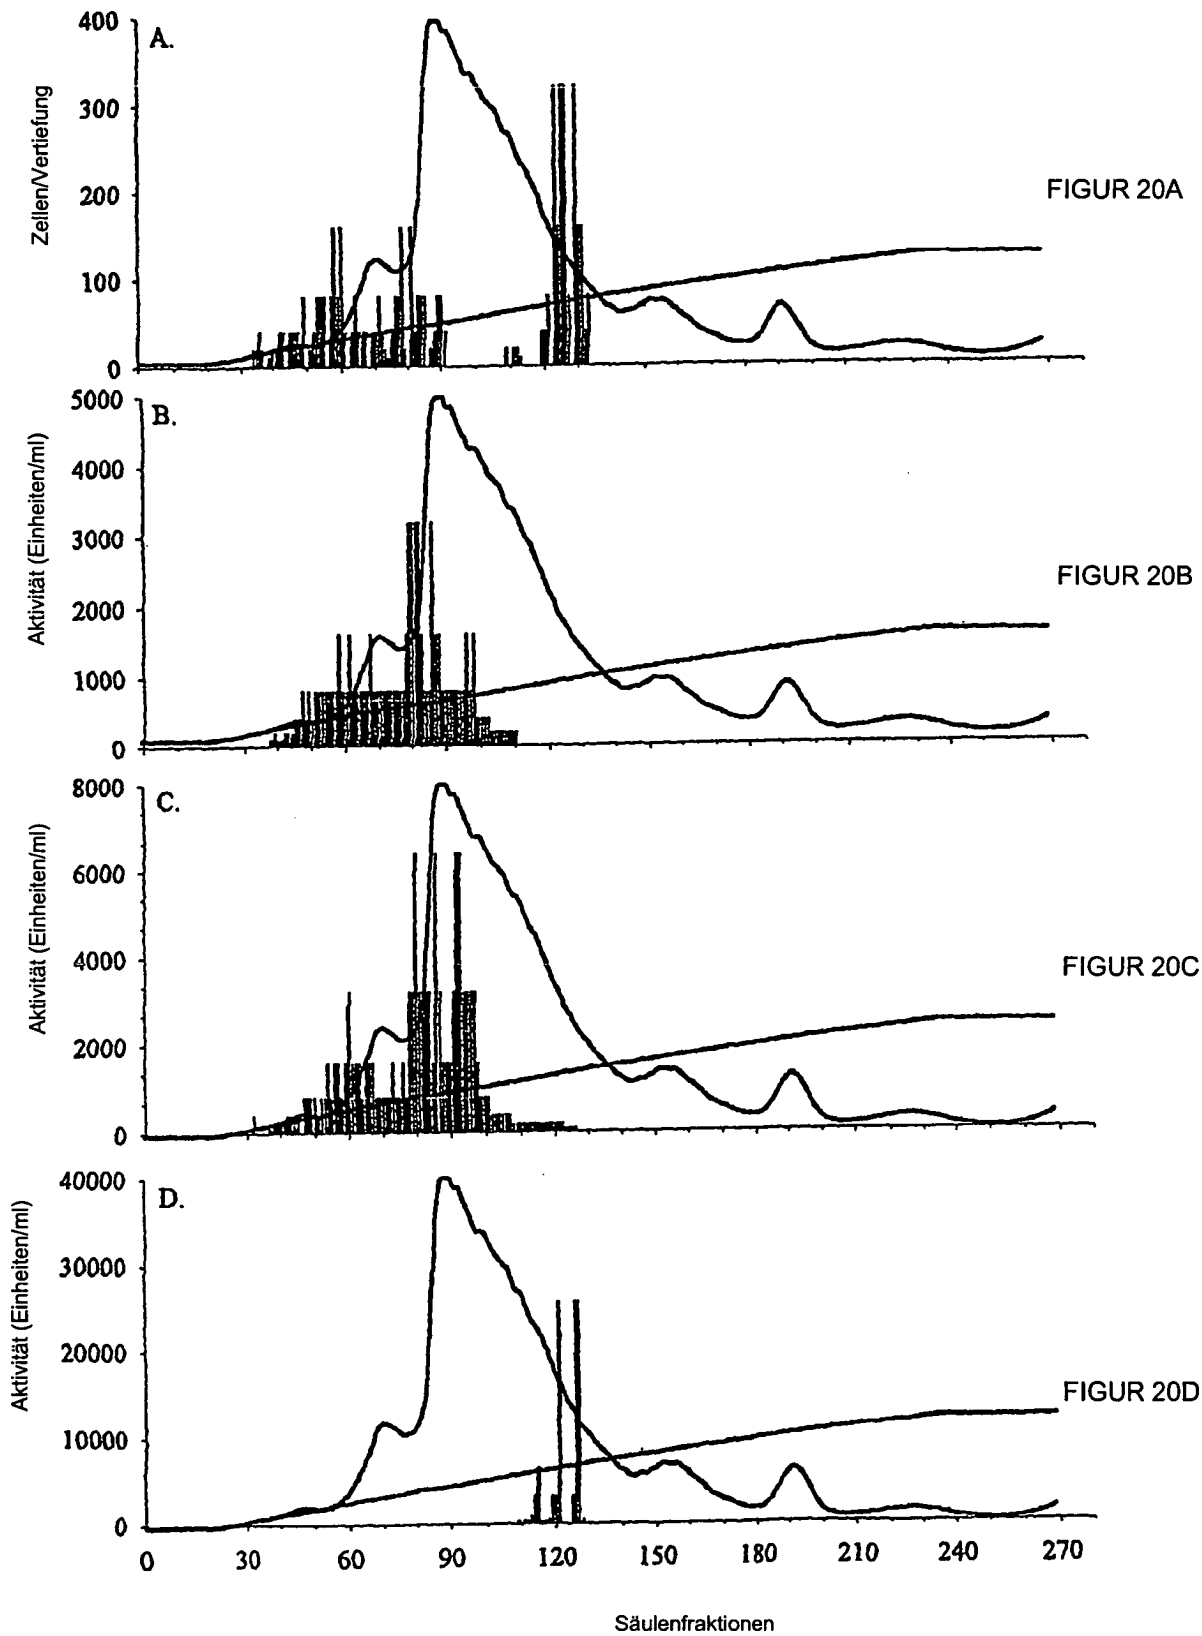 A.
400
300
200
100
0
Zellen/Vertiefung
FIGUR 20A
B.
5000
4000
3000
2000
1000
0
Aktivität (Einheiten/ml)
FIGUR 20B
C.
8000
6000
4000
2000
0
Aktivität (Einheiten/ml)
FIGUR 20C
D.
40000
30000
20000
10000
0
Aktivität (Einheiten/ml)
FIGUR 20D
0 30 60 90 120 150 180 210 240 270
Säulenfraktionen